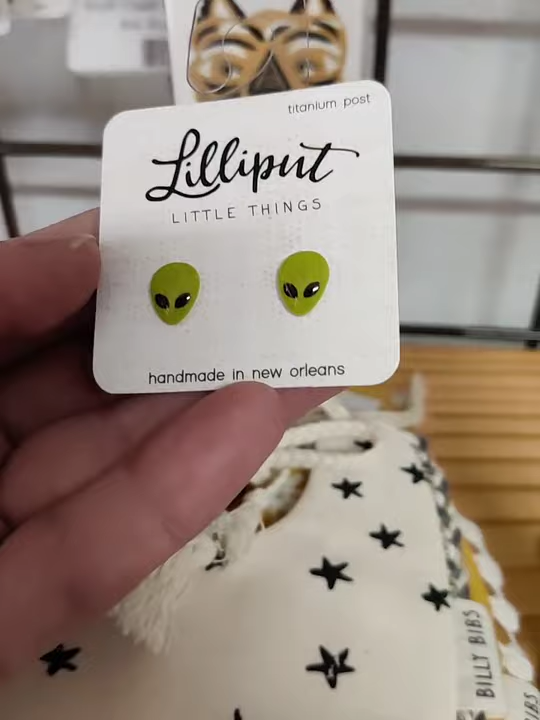 titanium post
Lilliput
LITTLE THINGS
handmade in new orleans
BILLY BIBS